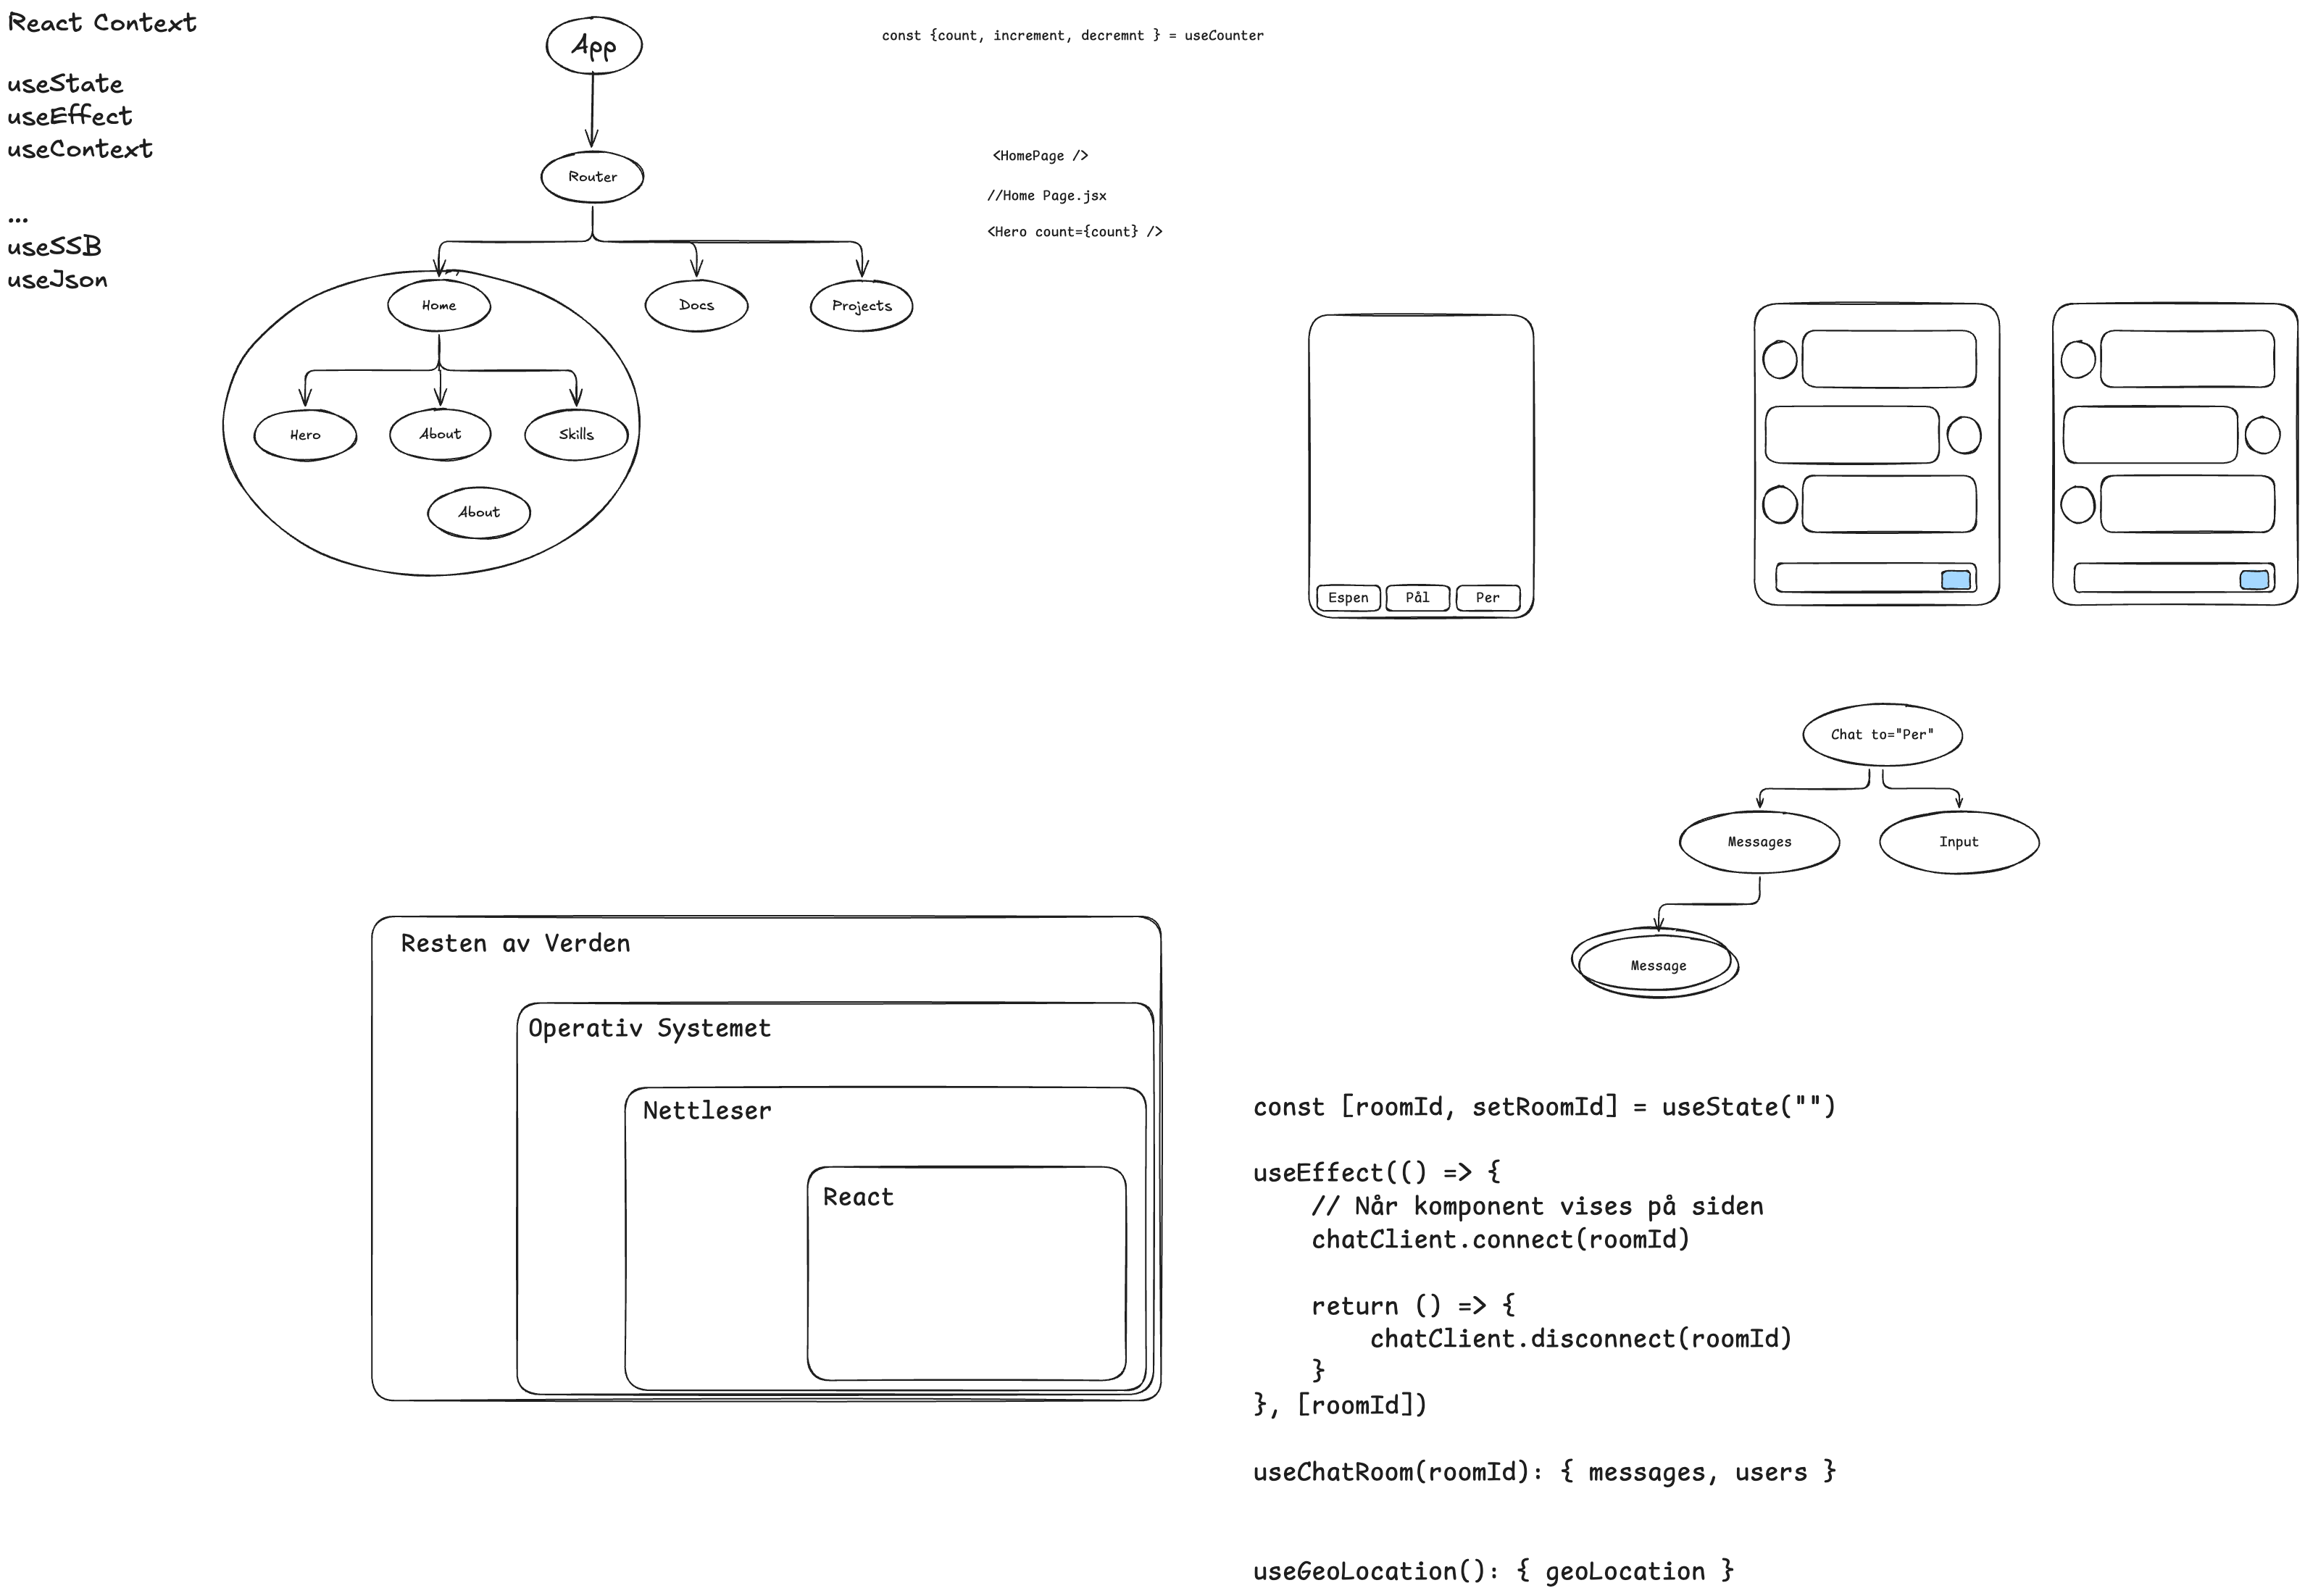 React Context
useState
useEffect
useContext
...
useSSB
useJson
App
Router
Home
Docs
Projects
Hero
About
Skills
About
const {count, increment, decremnt } = useCounter
<HomePage />
//Home Page.jsx
<Hero count={count} />
Espen
Pål
Per
Chat to="Per"
Messages
Input
Message
Resten av Verden
Operativ Systemet
Nettleser
React
const [roomId, setRoomId] = useState("")
useEffect(() => {
    // Når komponent vises på siden
    chatClient.connect(roomId)
    return () => {
        chatClient.disconnect(roomId)
    }
}, [roomId])
useChatRoom(roomId): { messages, users }
useGeoLocation(): { geoLocation }